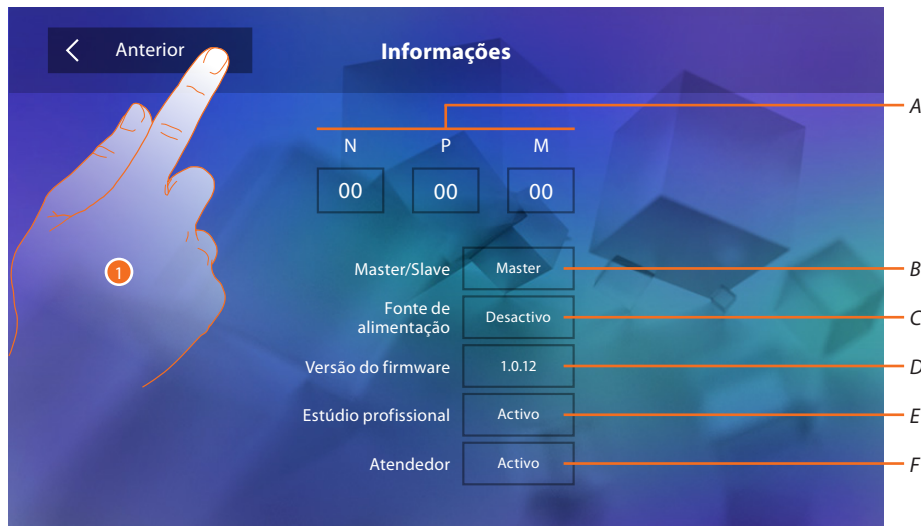 Anterior
Informações
A
N P M
00 00 00
Master/Slave Master B
Fonte de
alimentação Desactivo C
Versão do firmware 1.0.12 D
Estúdio profissional Activo E
Atendedor Activo F
1